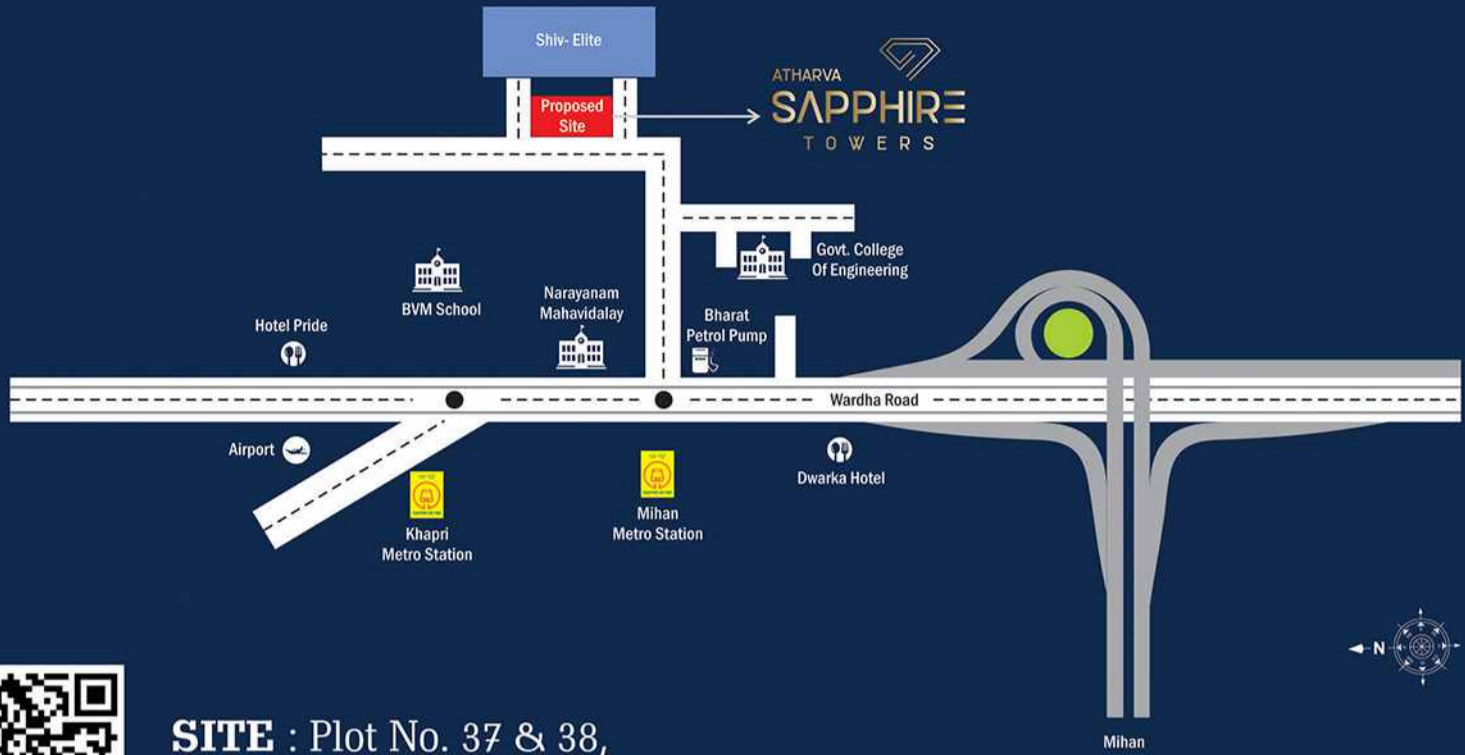 Shiv- Elite
ATHARVA
SAPPHIRE
TOWERS
Proposed
Site
Govt. College
Of Engineering
BVM School
Narayanam
Mahavidalay
Bharat
Petrol Pump
Hotel Pride
Wardha Road
Airport
Dwarka Hotel
Khapri
Metro Station
Mihan
Metro Station
N
Mihan
SITE : Plot No. 37 & 38,